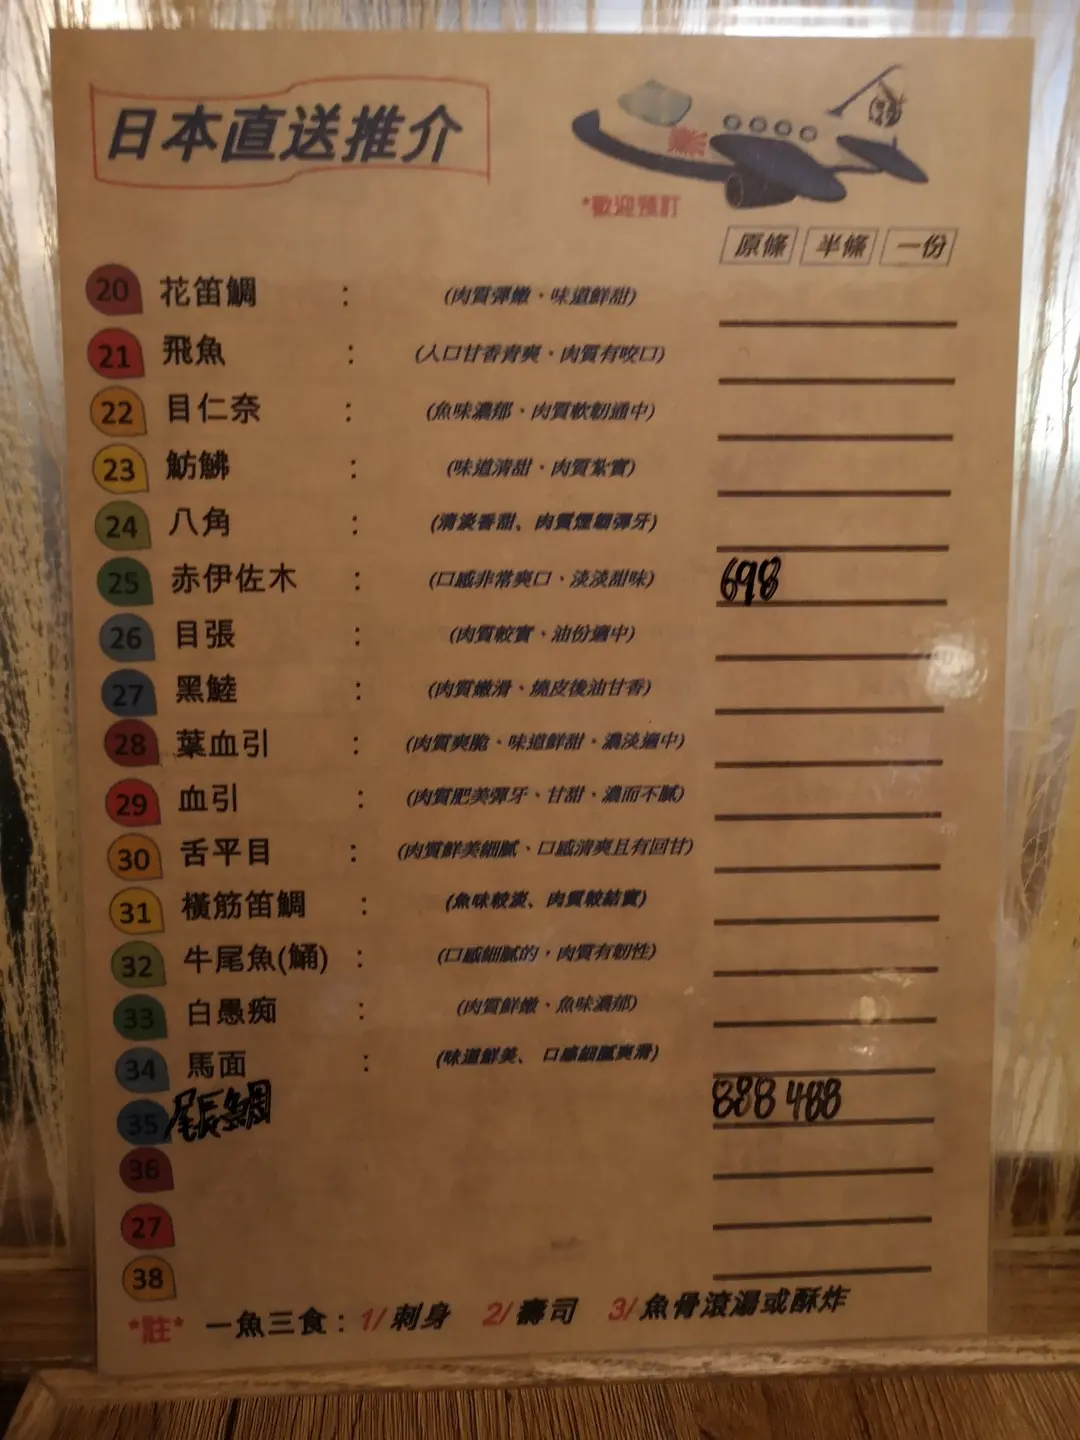 日本直送推介
*歡迎預訂
原條 半條 一份
20 花笛鯛 : (肉質彈嫩、味道鮮甜)
21 飛魚 : (人口甘香青爽、肉質有咬口)
22 目仁奈 : (魚味濃郁、肉質軟韌適中)
23 魴鮄 : (味道清甜、肉質紮實)
24 八角 : (清淡香甜、肉質煙韌彈牙)
25 赤伊佐木 : (口感非常爽口、淡淡甜味) 698
26 目張 : (肉質較實、油份適中)
27 黑鯥 : (肉質嫩滑、燒皮後油甘香)
28 葉血引 : (肉質爽脆、味道鮮甜、濃淡適中)
29 血引 : (肉質肥美彈牙、甘甜、濃而不膩)
30 舌平目 : (肉質鮮美細膩、口感清爽且有回甘)
31 橫筋笛鯛 : (魚味較淡、肉質較結實)
32 牛尾魚(鯒) : (口感細膩的，肉質有韌性)
33 白愚痴 : (肉質鮮嫩、魚味濃郁)
34 馬面 : (味道鮮美、口感細膩爽滑)
35 尾長鯛 888 488
36
27
38
*註* 一魚三食 : 1/ 刺身 2/ 壽司 3/ 魚骨滾湯或酥炸